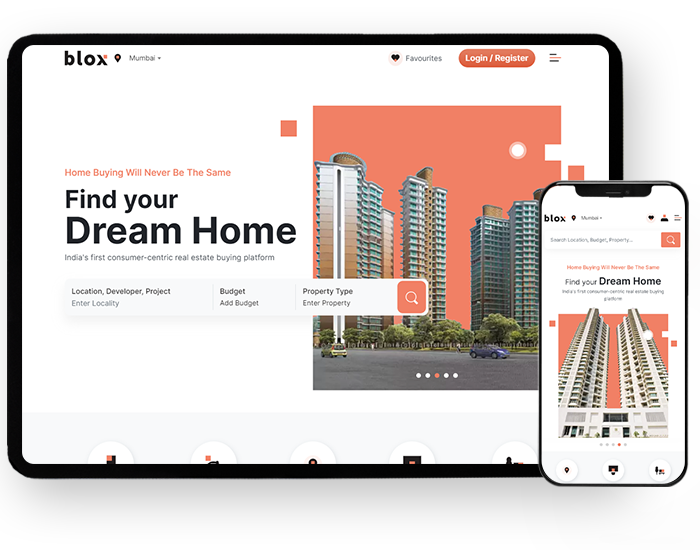 blox
Mumbai
Favourites
Login / Register
Home Buying Will Never Be The Same
Find your
Dream Home
India's first consumer-centric real estate buying platform
Location, Developer, Project
Enter Locality
Budget
Add Budget
Property Type
Enter Property
blox
Mumbai
Search Location, Budget, Property...
Home Buying Will Never Be The Same
Find your Dream Home
India's first consumer-centric real estate buying
platform